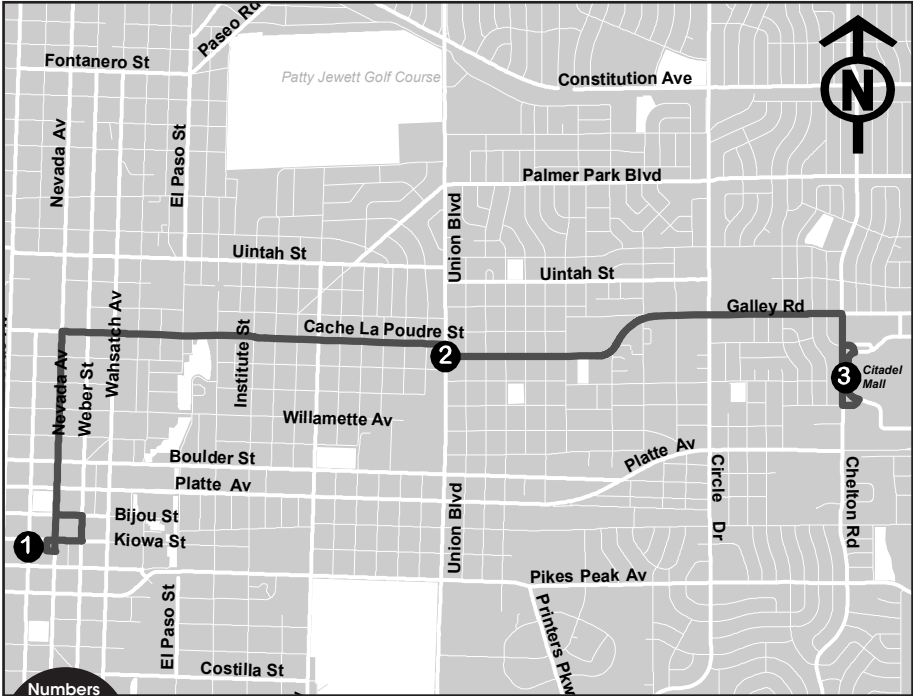 Paseo Rd
Fontanero St
Patty Jewett Golf Course
Constitution Ave
N
Nevada Av
El Paso St
Palmer Park Blvd
Union Blvd
Uintah St
Uintah St
Galley Rd
Cache La Poudre St
2
Wahsatch Av
Institute St
Nevada Av
Weber St
3
Citadel
Mall
Willamette Av
Boulder St
Platte Av
Platte Av
Circle Dr
Chelton Rd
Union Blvd
Bijou St
1
Kiowa St
Pikes Peak Av
El Paso St
Printers Pkw
Costilla St
Numbers